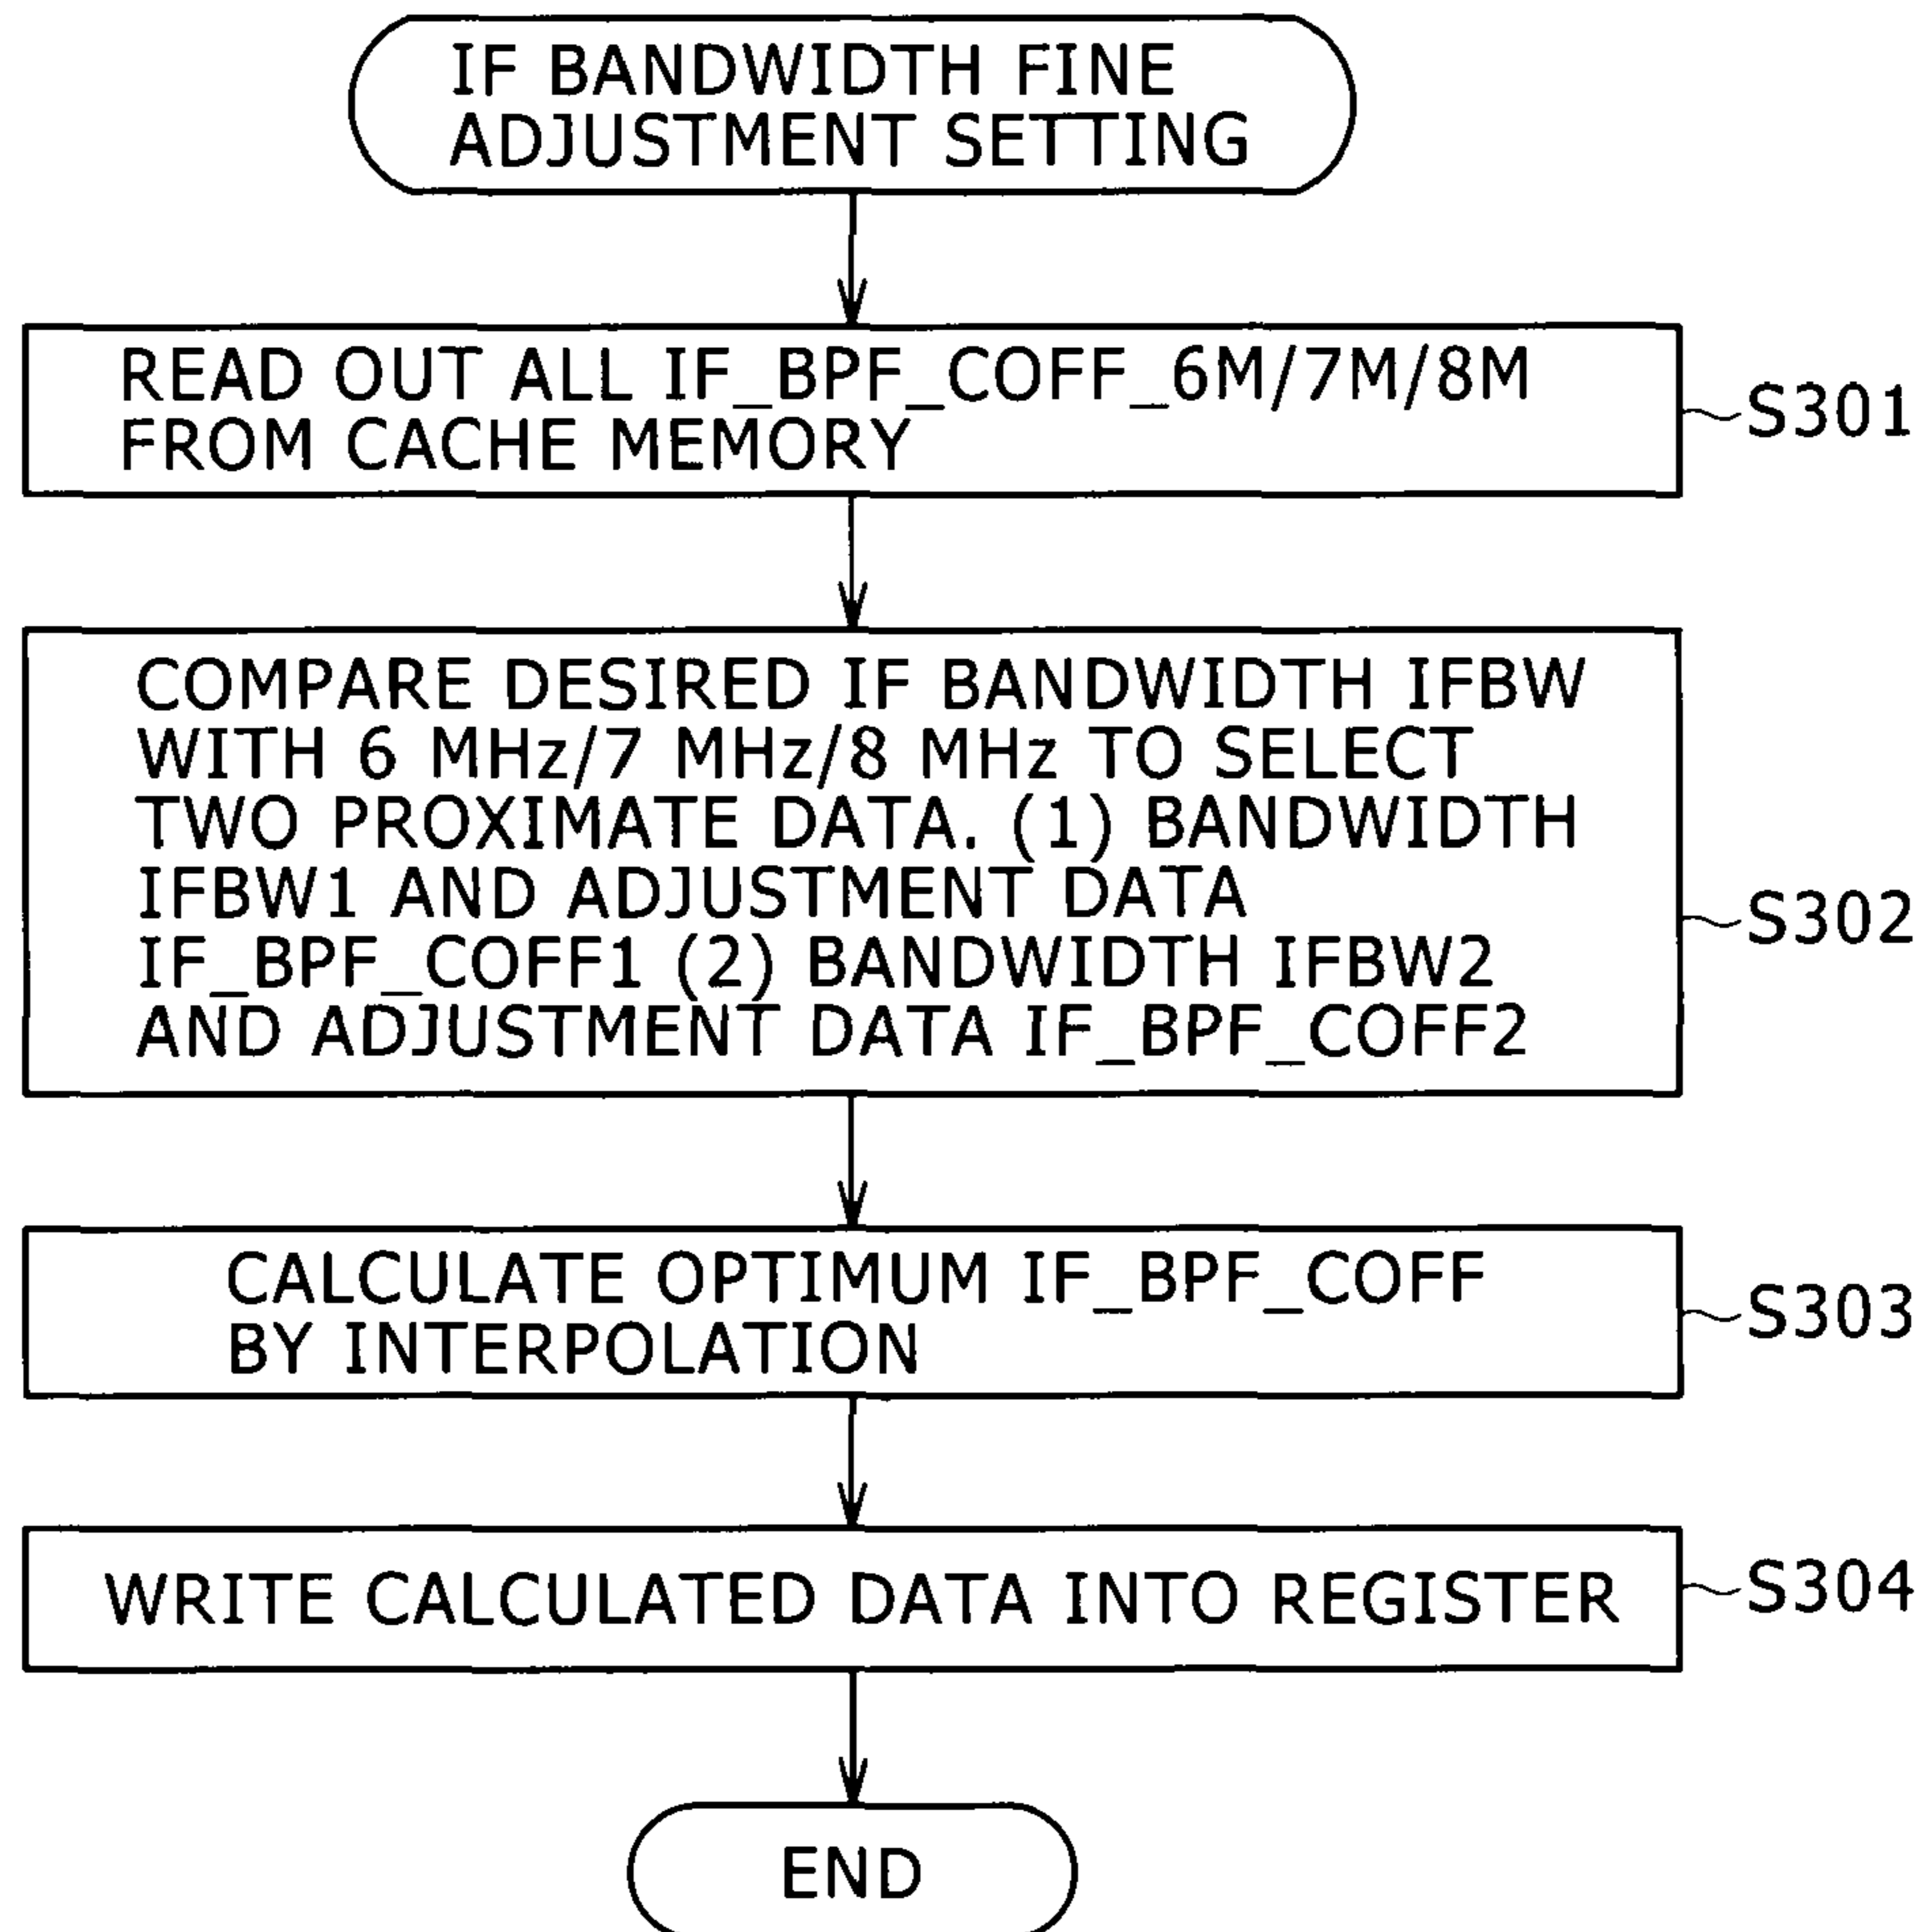 IF BANDWIDTH FINE
ADJUSTMENT SETTING
READ OUT ALL IF_BPF_COFF_6M/7M/8M
FROM CACHE MEMORY
S301
COMPARE DESIRED IF BANDWIDTH IFBW
WITH 6 MHz/7 MHz/8 MHz TO SELECT
TWO PROXIMATE DATA. (1) BANDWIDTH
IFBW1 AND ADJUSTMENT DATA
IF_BPF_COFF1 (2) BANDWIDTH IFBW2
AND ADJUSTMENT DATA IF_BPF_COFF2
S302
CALCULATE OPTIMUM IF_BPF_COFF
BY INTERPOLATION
S303
WRITE CALCULATED DATA INTO REGISTER
S304
END